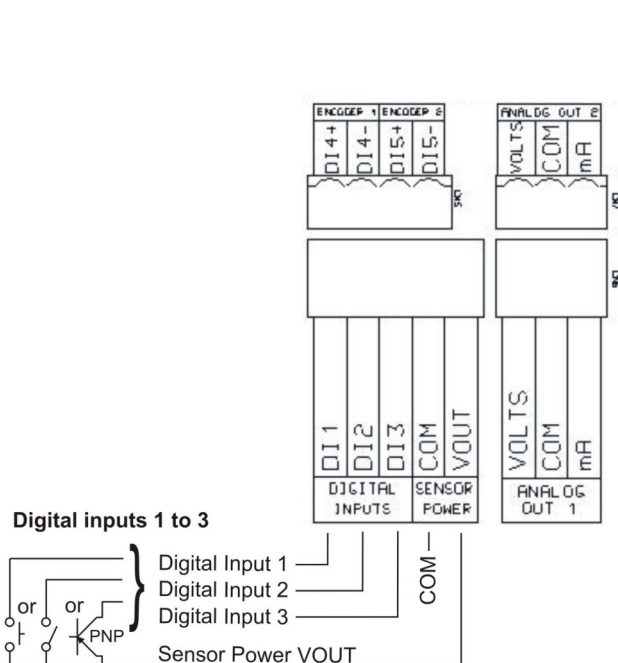 ENCODER 1 ENCODER 2
DI4+ DI4- DI5+ DI5-
ANALOG OUT 2
VOLTS COM mA
DI1 DI2 DI3 COM VOUT
DIGITAL INPUTS
SENSOR POWER
VOLTS COM mA
ANALOG OUT 1
Digital inputs 1 to 3
Digital Input 1
Digital Input 2
Digital Input 3
COM
or or
PNP
Sensor Power VOUT